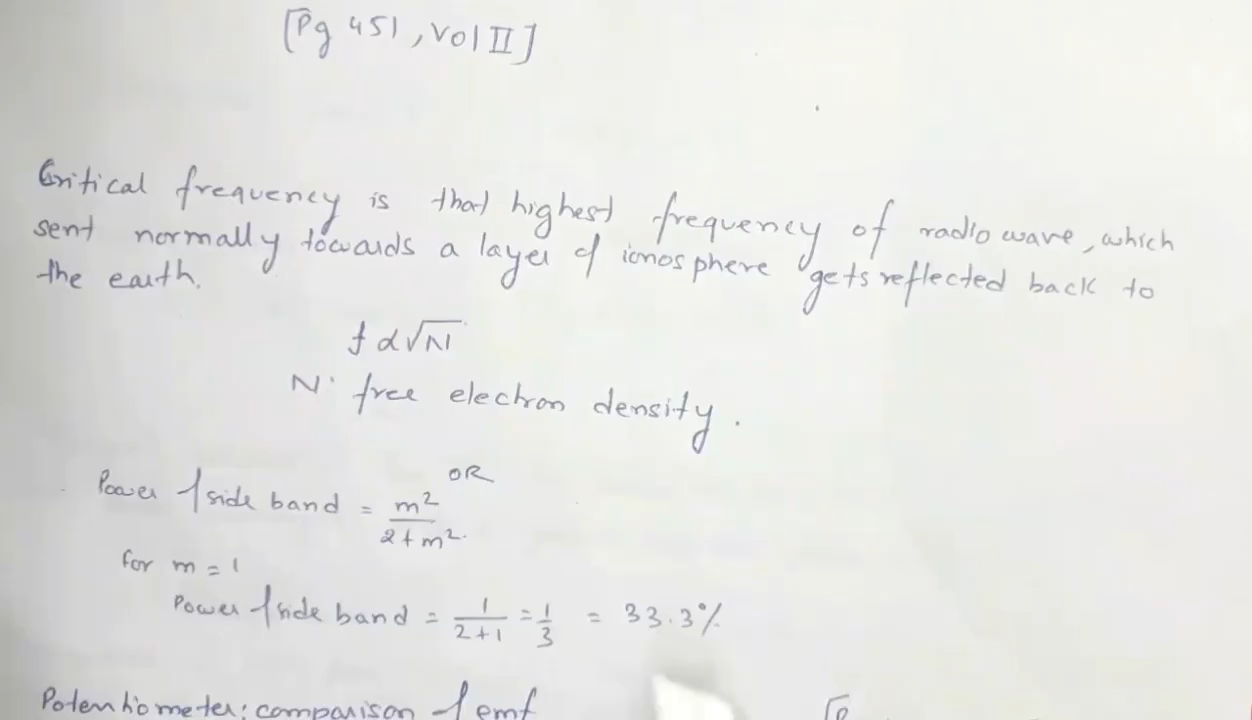 [Pg 451, Vol II]
Critical frequency is that highest frequency of radio wave, which
sent normally towards a layer of ionosphere gets reflected back to
the earth.
f α √N
N: free electron density.
OR
Power of side band = m²/2+m².
for m = 1
Power of side band = 1/2+1 = 1/3 = 33.3%
Potentiometer: comparison of emf